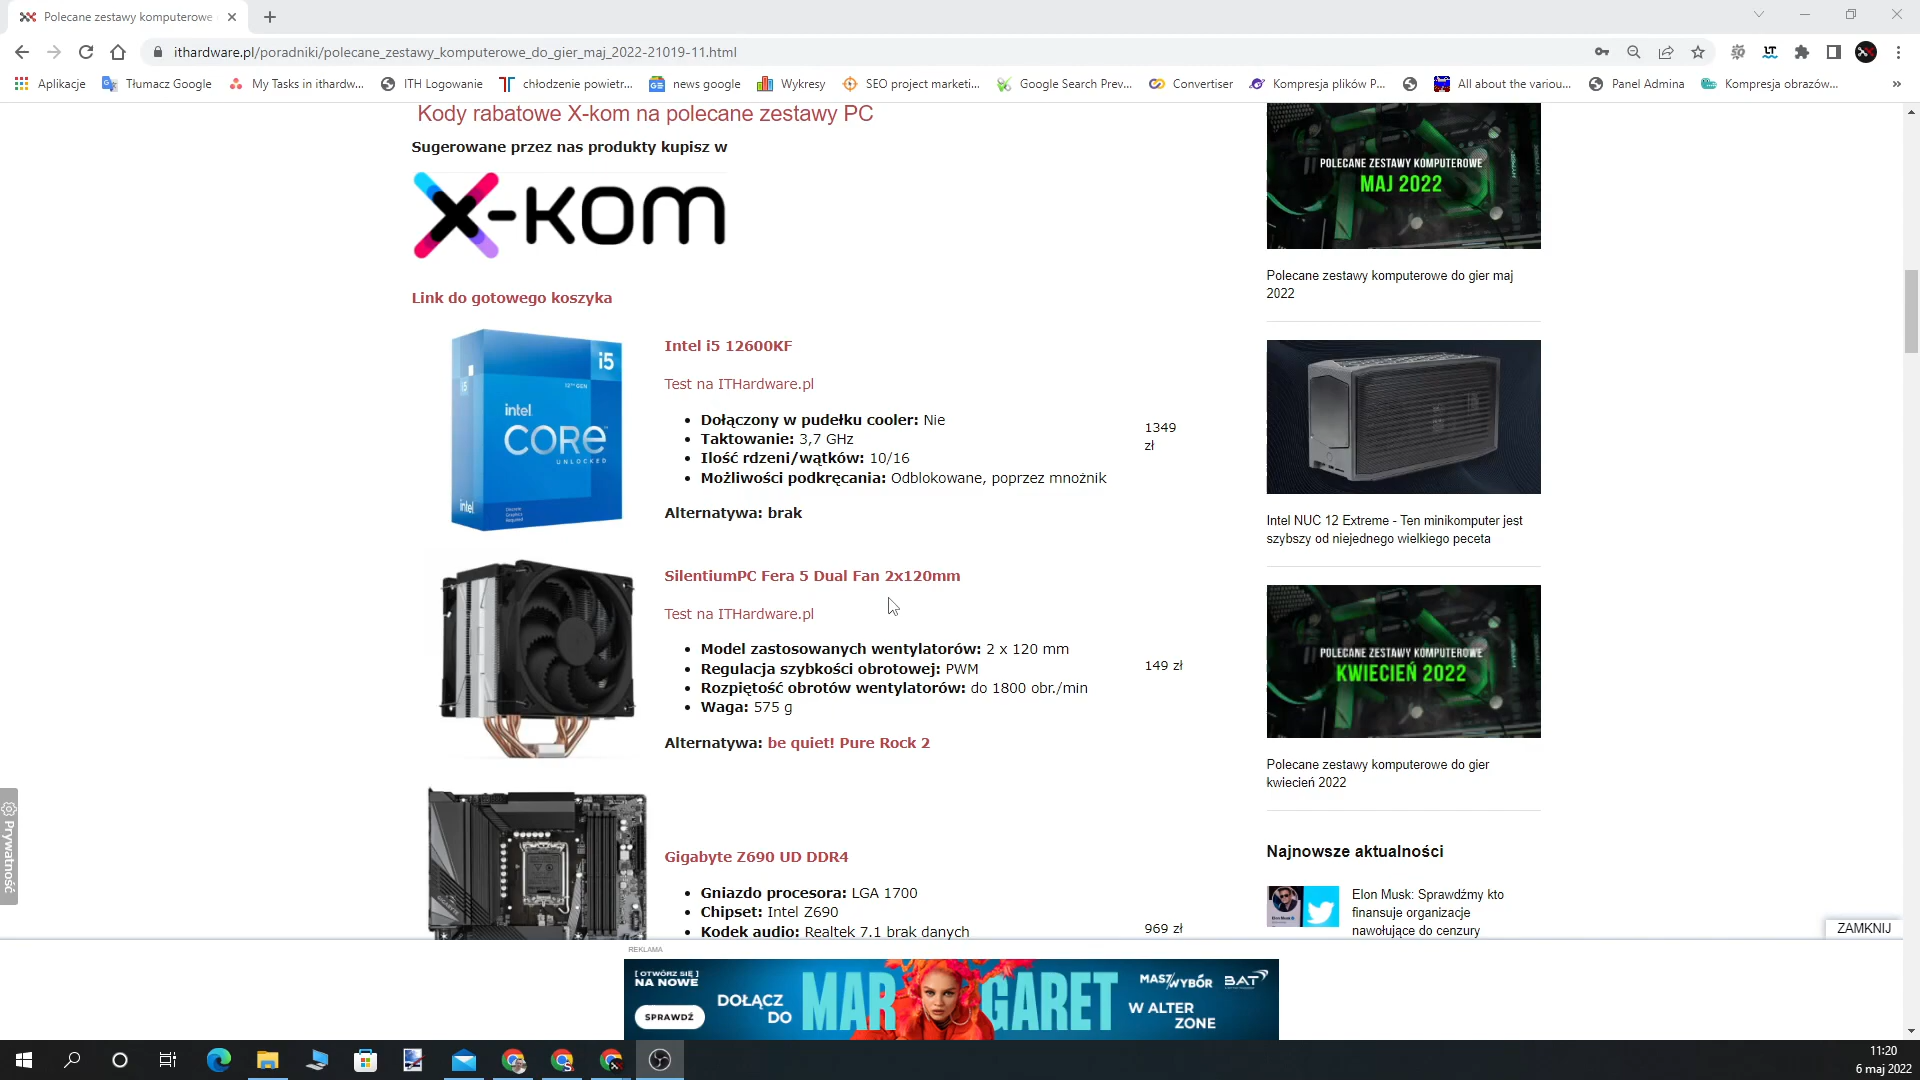 Polecane zestawy komputerowe
ithardware.pl/poradniki/polecane_zestawy_komputerowe_do_gier_maj_2022-21019-11.html
Aplikacje
Tłumacz Google
My Tasks in ithardw...
ITH Logowanie
chłodzenie powietr...
news google
Wykresy
SEO project marketi...
Google Search Prev...
Convertiser
Kompresja plików P...
All about the variou...
Panel Admina
Kompresja obrazów...
»
Kody rabatowe X-kom na polecane zestawy PC
Sugerowane przez nas produkty kupisz w
x-kom
Link do gotowego koszyka
i5
12TH GEN
intel
CORE
UNLOCKED
intel
Intel i5 12600KF
Test na ITHardware.pl
• Dołączony w pudełku cooler: Nie
• Taktowanie: 3,7 GHz
• Ilość rdzeni/wątków: 10/16
• Możliwości podkręcania: Odblokowane, poprzez mnożnik
Alternatywa: brak
1349
zł
SilentiumPC Fera 5 Dual Fan 2x120mm
Test na ITHardware.pl
• Model zastosowanych wentylatorów: 2 x 120 mm
• Regulacja szybkości obrotowej: PWM
• Rozpiętość obrotów wentylatorów: do 1800 obr./min
• Waga: 575 g
Alternatywa: be quiet! Pure Rock 2
149 zł
Gigabyte Z690 UD DDR4
• Gniazdo procesora: LGA 1700
• Chipset: Intel Z690
• Kodek audio: Realtek 7.1 brak danych
969 zł
POLECANE ZESTAWY KOMPUTEROWE
MAJ 2022
Polecane zestawy komputerowe do gier maj
2022
Intel NUC 12 Extreme - Ten minikomputer jest
szybszy od niejednego wielkiego peceta
POLECANE ZESTAWY KOMPUTEROWE
KWIECIEŃ 2022
Polecane zestawy komputerowe do gier
kwiecień 2022
Najnowsze aktualności
Elon Musk: Sprawdźmy kto
finansuje organizacje
nawołujące do cenzury
Prywatność
ZAMKNIJ
REKLAMA
[ OTWÓRZ SIĘ ]
NA NOWE
SPRAWDŹ
DOŁĄCZ
DO
MARGARET
MASZ/WYBÓR
BAT
W ALTER
ZONE
11:20
6 maj 2022